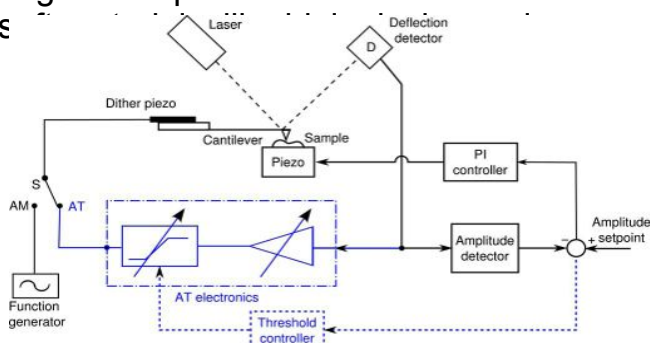 Laser
Deflection
detector
D
Dither piezo
Cantilever
Sample
Piezo
PI
controller
S
AM
AT
Amplitude
detector
−
+
Amplitude
setpoint
Function
generator
AT electronics
Threshold
controller